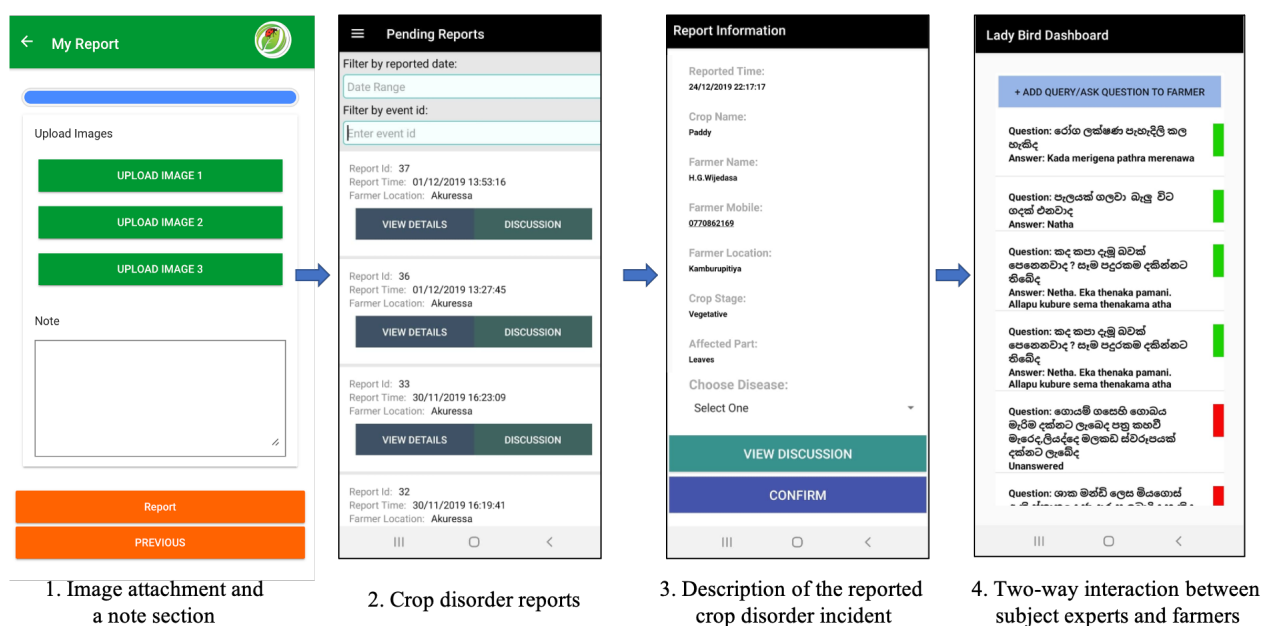 My Report
Upload Images
UPLOAD IMAGE 1
UPLOAD IMAGE 2
UPLOAD IMAGE 3
Note
Report
PREVIOUS
1. Image attachment and
a note section
Pending Reports
Filter by reported date:
Date Range
Filter by event id:
Enter event id
Report Id: 37
Report Time: 01/12/2019 13:53:16
Farmer Location: Akuressa
VIEW DETAILS DISCUSSION
Report Id: 36
Report Time: 01/12/2019 13:27:45
Farmer Location: Akuressa
VIEW DETAILS DISCUSSION
Report Id: 33
Report Time: 30/11/2019 16:23:09
Farmer Location: Akuressa
VIEW DETAILS DISCUSSION
Report Id: 32
Report Time: 30/11/2019 16:19:41
Farmer Location: Akuressa
2. Crop disorder reports
Report Information
Reported Time:
24/12/2019 22:17:17
Crop Name:
Paddy
Farmer Name:
H.G.Wijedasa
Farmer Mobile:
0770862169
Farmer Location:
Kamburupitiya
Crop Stage:
Vegetative
Affected Part:
Leaves
Choose Disease:
Select One
VIEW DISCUSSION
CONFIRM
3. Description of the reported
crop disorder incident
Lady Bird Dashboard
+ ADD QUERY/ASK QUESTION TO FARMER
Question: රෝග ලක්ෂණ පැහැදිලි කල
හැකිද
Answer: Kada merigena pathra merenawa
Question: පැලයක් ගලවා බැලූ විට
ගදක් එනවාද
Answer: Natha
Question: කද කපා දැමූ බවක්
පෙනෙනවාද ? සෑම පදුරකම දකින්නට
තිබේද
Answer: Netha. Eka thenaka pamani.
Allapu kubure sema thenakama atha
Question: කද කපා දැමූ බවක්
පෙනෙනවාද ? සෑම පදුරකම දකින්නට
තිබේද
Answer: Netha. Eka thenaka pamani.
Allapu kubure sema thenakama atha
Question: ගොයම් ගසෙහි ගොබය
මැරිම දක්නට ලැබෙද පත්‍ර කහවී
මැරෙද,ලියද්දෙ මලකඩ ස්වරුපයක්
දක්නට ලැබේද
Unanswered
Question: ශාක මන්ඩි ලෙස මියගොස්
4. Two-way interaction between
subject experts and farmers